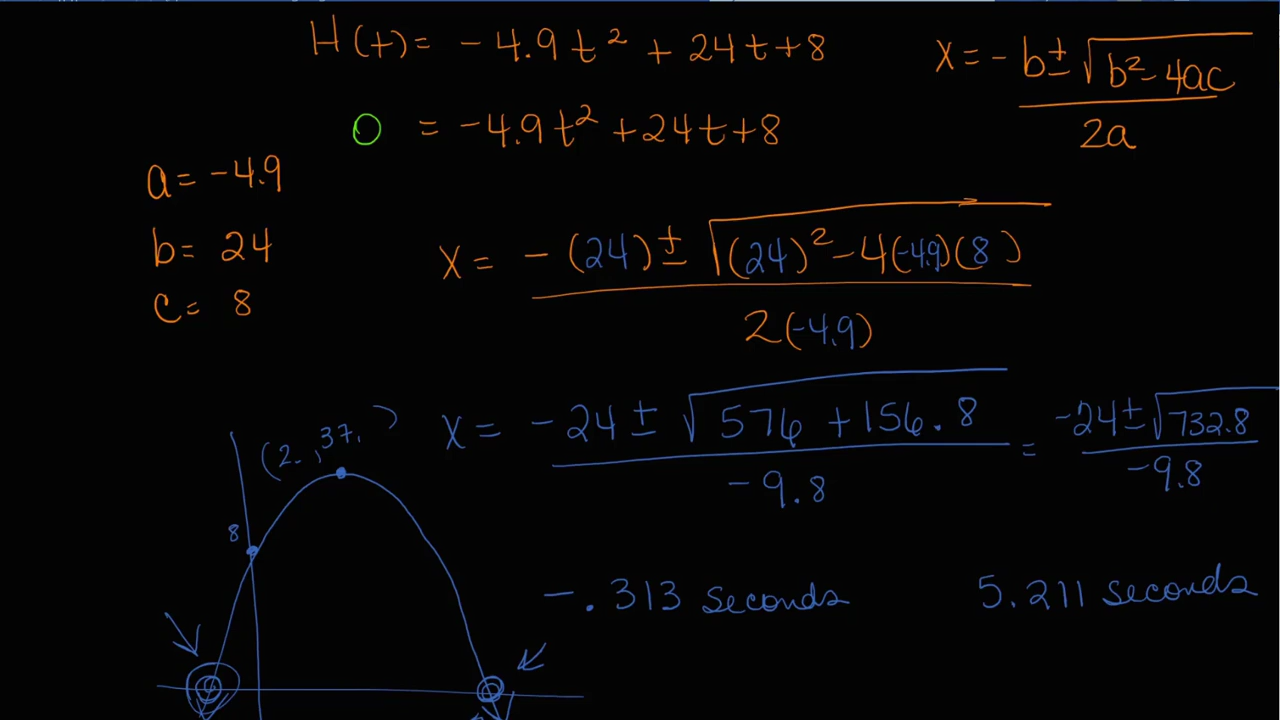 H(t) = -4.9t² + 24t + 8
x = -b ± √b² - 4ac
2a
0 = -4.9t² + 24t + 8
a = -4.9
b = 24
c = 8
x = -(24) ± √(24)² - 4(-4.9)(8)
2(-4.9)
x = -24 ± √576 + 156.8 = -24 ± √732.8
-9.8 -9.8
(2. , 37. )
8
-.313 seconds 5.211 seconds